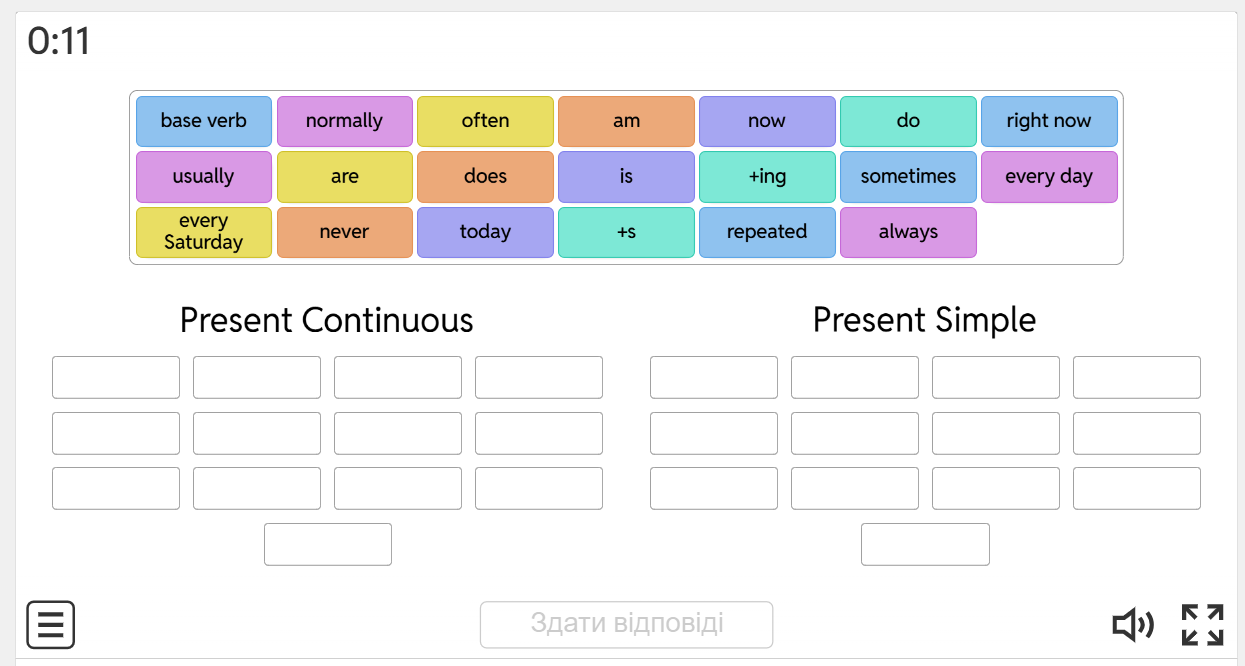 0:11
base verb
normally
often
am
now
do
right now
usually
are
does
is
+ing
sometimes
every day
every
Saturday
never
today
+s
repeated
always
Present Continuous
Present Simple
Здати відповіді